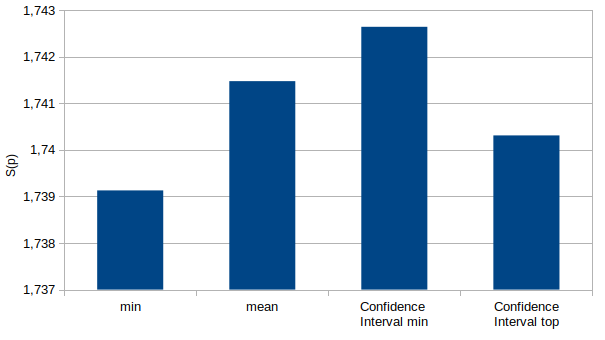 1,743
1,742
1,741
1,74
1,739
1,738
1,737
S(p)
min
mean
Confidence
Interval min
Confidence
Interval top